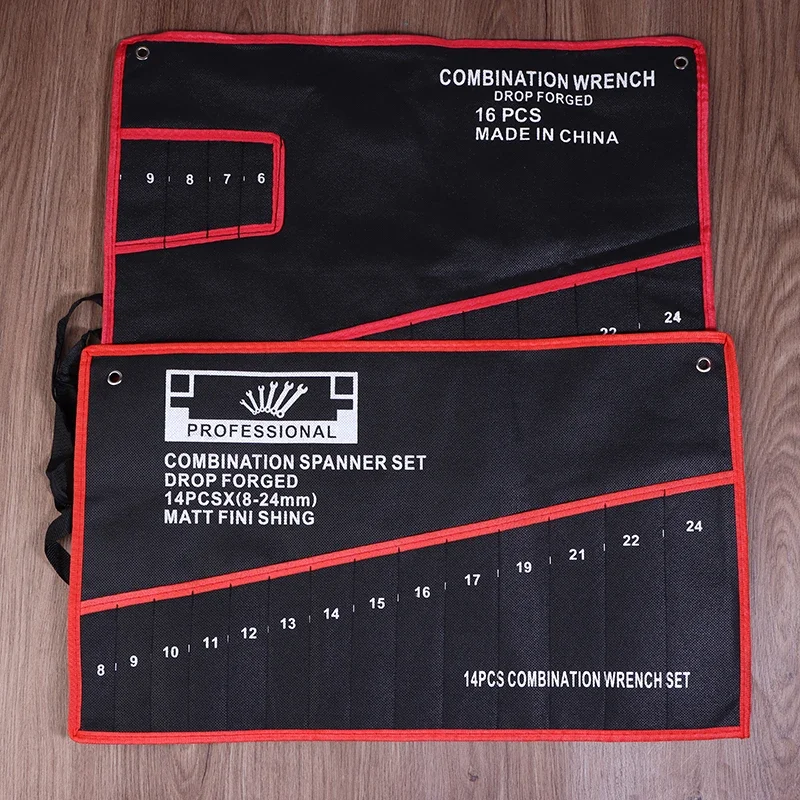 COMBINATION WRENCH
DROP FORGED
16 PCS
MADE IN CHINA
9 8 7 6
22 24
PROFESSIONAL
COMBINATION SPANNER SET
DROP FORGED
14PCSX(8-24mm)
MATT FINI SHING
8 9 10 11 12 13 14 15 16 17 19 21 22 24
14PCS COMBINATION WRENCH SET